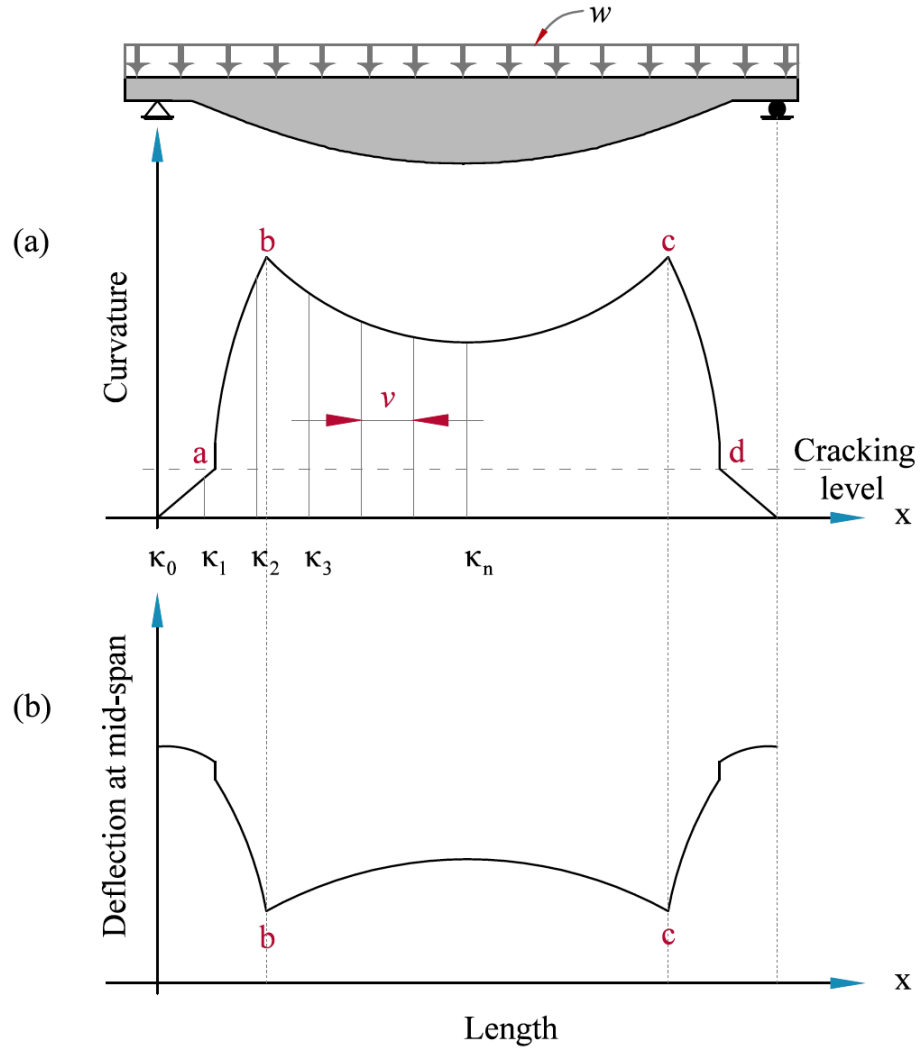 w
(a)
Curvature
b
c
v
a
d
Cracking
level
x
κ0 κ1 κ2 κ3 κn
(b)
Deflection at mid-span
b
c
x
Length